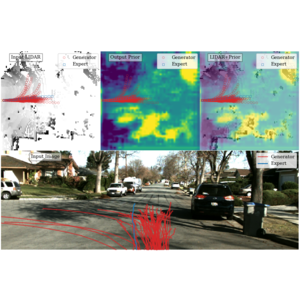 Input LIDAR
Generator
Expert
Output Prior
Generator
Expert
LIDAR+Prior
Generator
Expert
Input Image
Generator
Expert